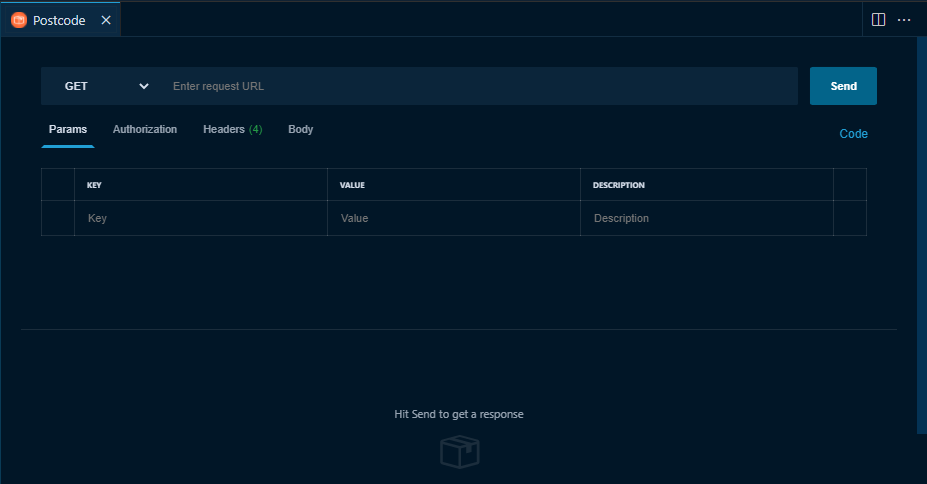 Postcode
GET Enter request URL Send
Params Authorization Headers (4) Body Code
KEY VALUE DESCRIPTION
Key Value Description
Hit Send to get a response